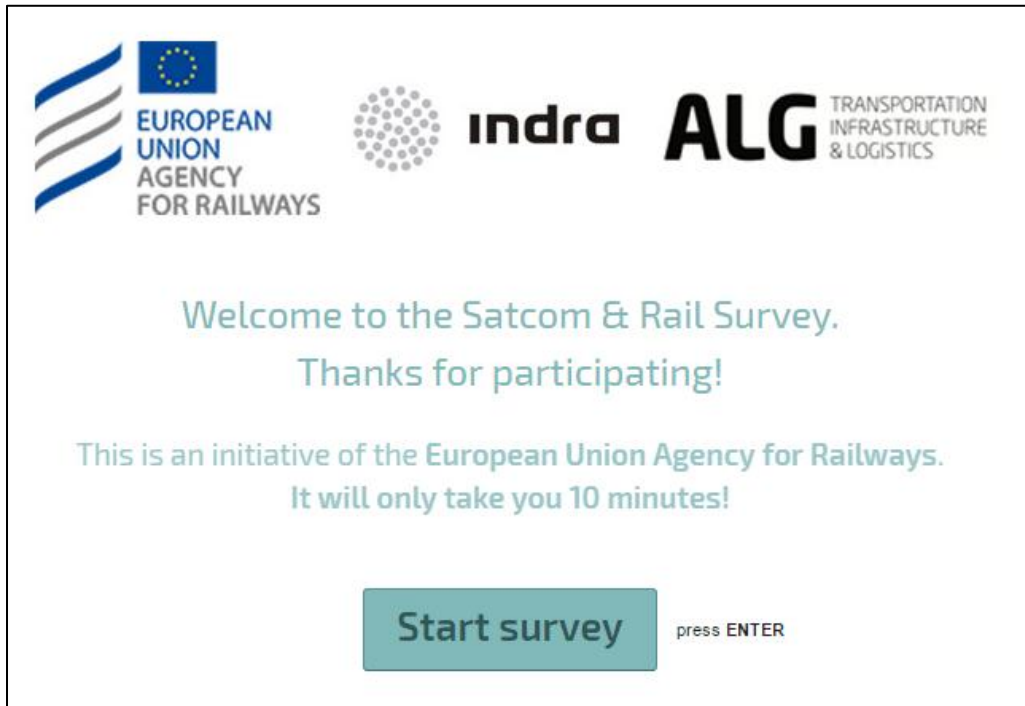 EUROPEAN
UNION
AGENCY
FOR RAILWAYS
indra
ALG
TRANSPORTATION
INFRASTRUCTURE
& LOGISTICS
Welcome to the Satcom & Rail Survey.
Thanks for participating!
This is an initiative of the European Union Agency for Railways.
It will only take you 10 minutes!
Start survey
press ENTER